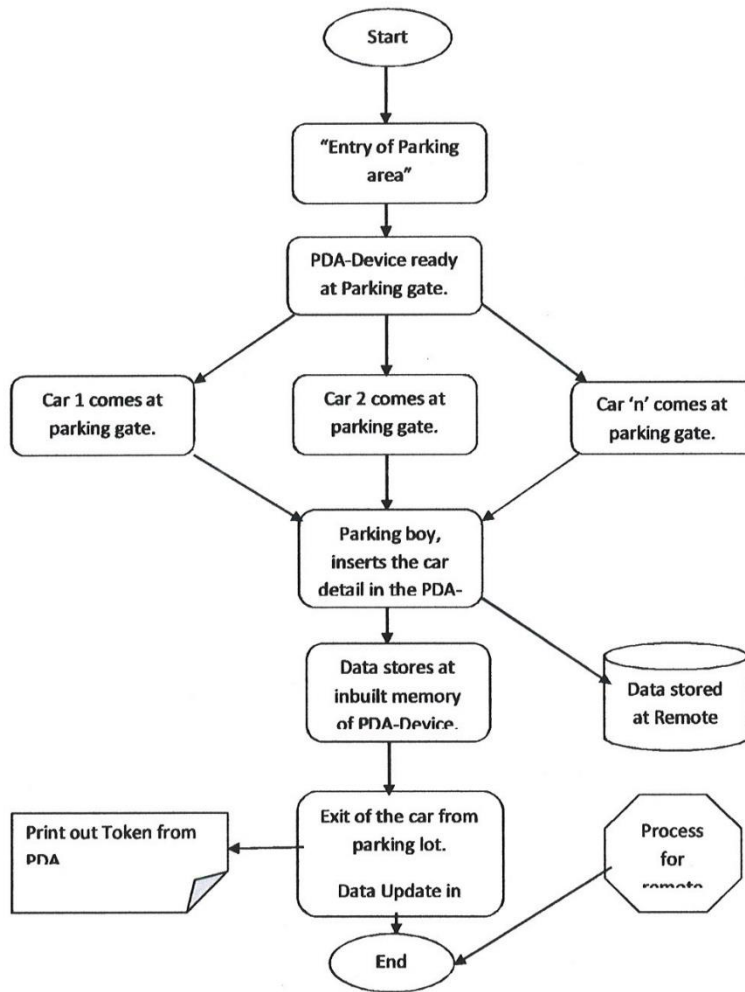 Start
“Entry of Parking
area”
PDA-Device ready
at Parking gate.
Car 1 comes at
parking gate.
Car 2 comes at
parking gate.
Car ‘n’ comes at
parking gate.
Parking boy,
inserts the car
detail in the PDA-
Data stores at
inbuilt memory
of PDA-Device.
Data stored
at Remote
Exit of the car from
parking lot.
Data Update in
Print out Token from
PDA
Process
for
remote
End